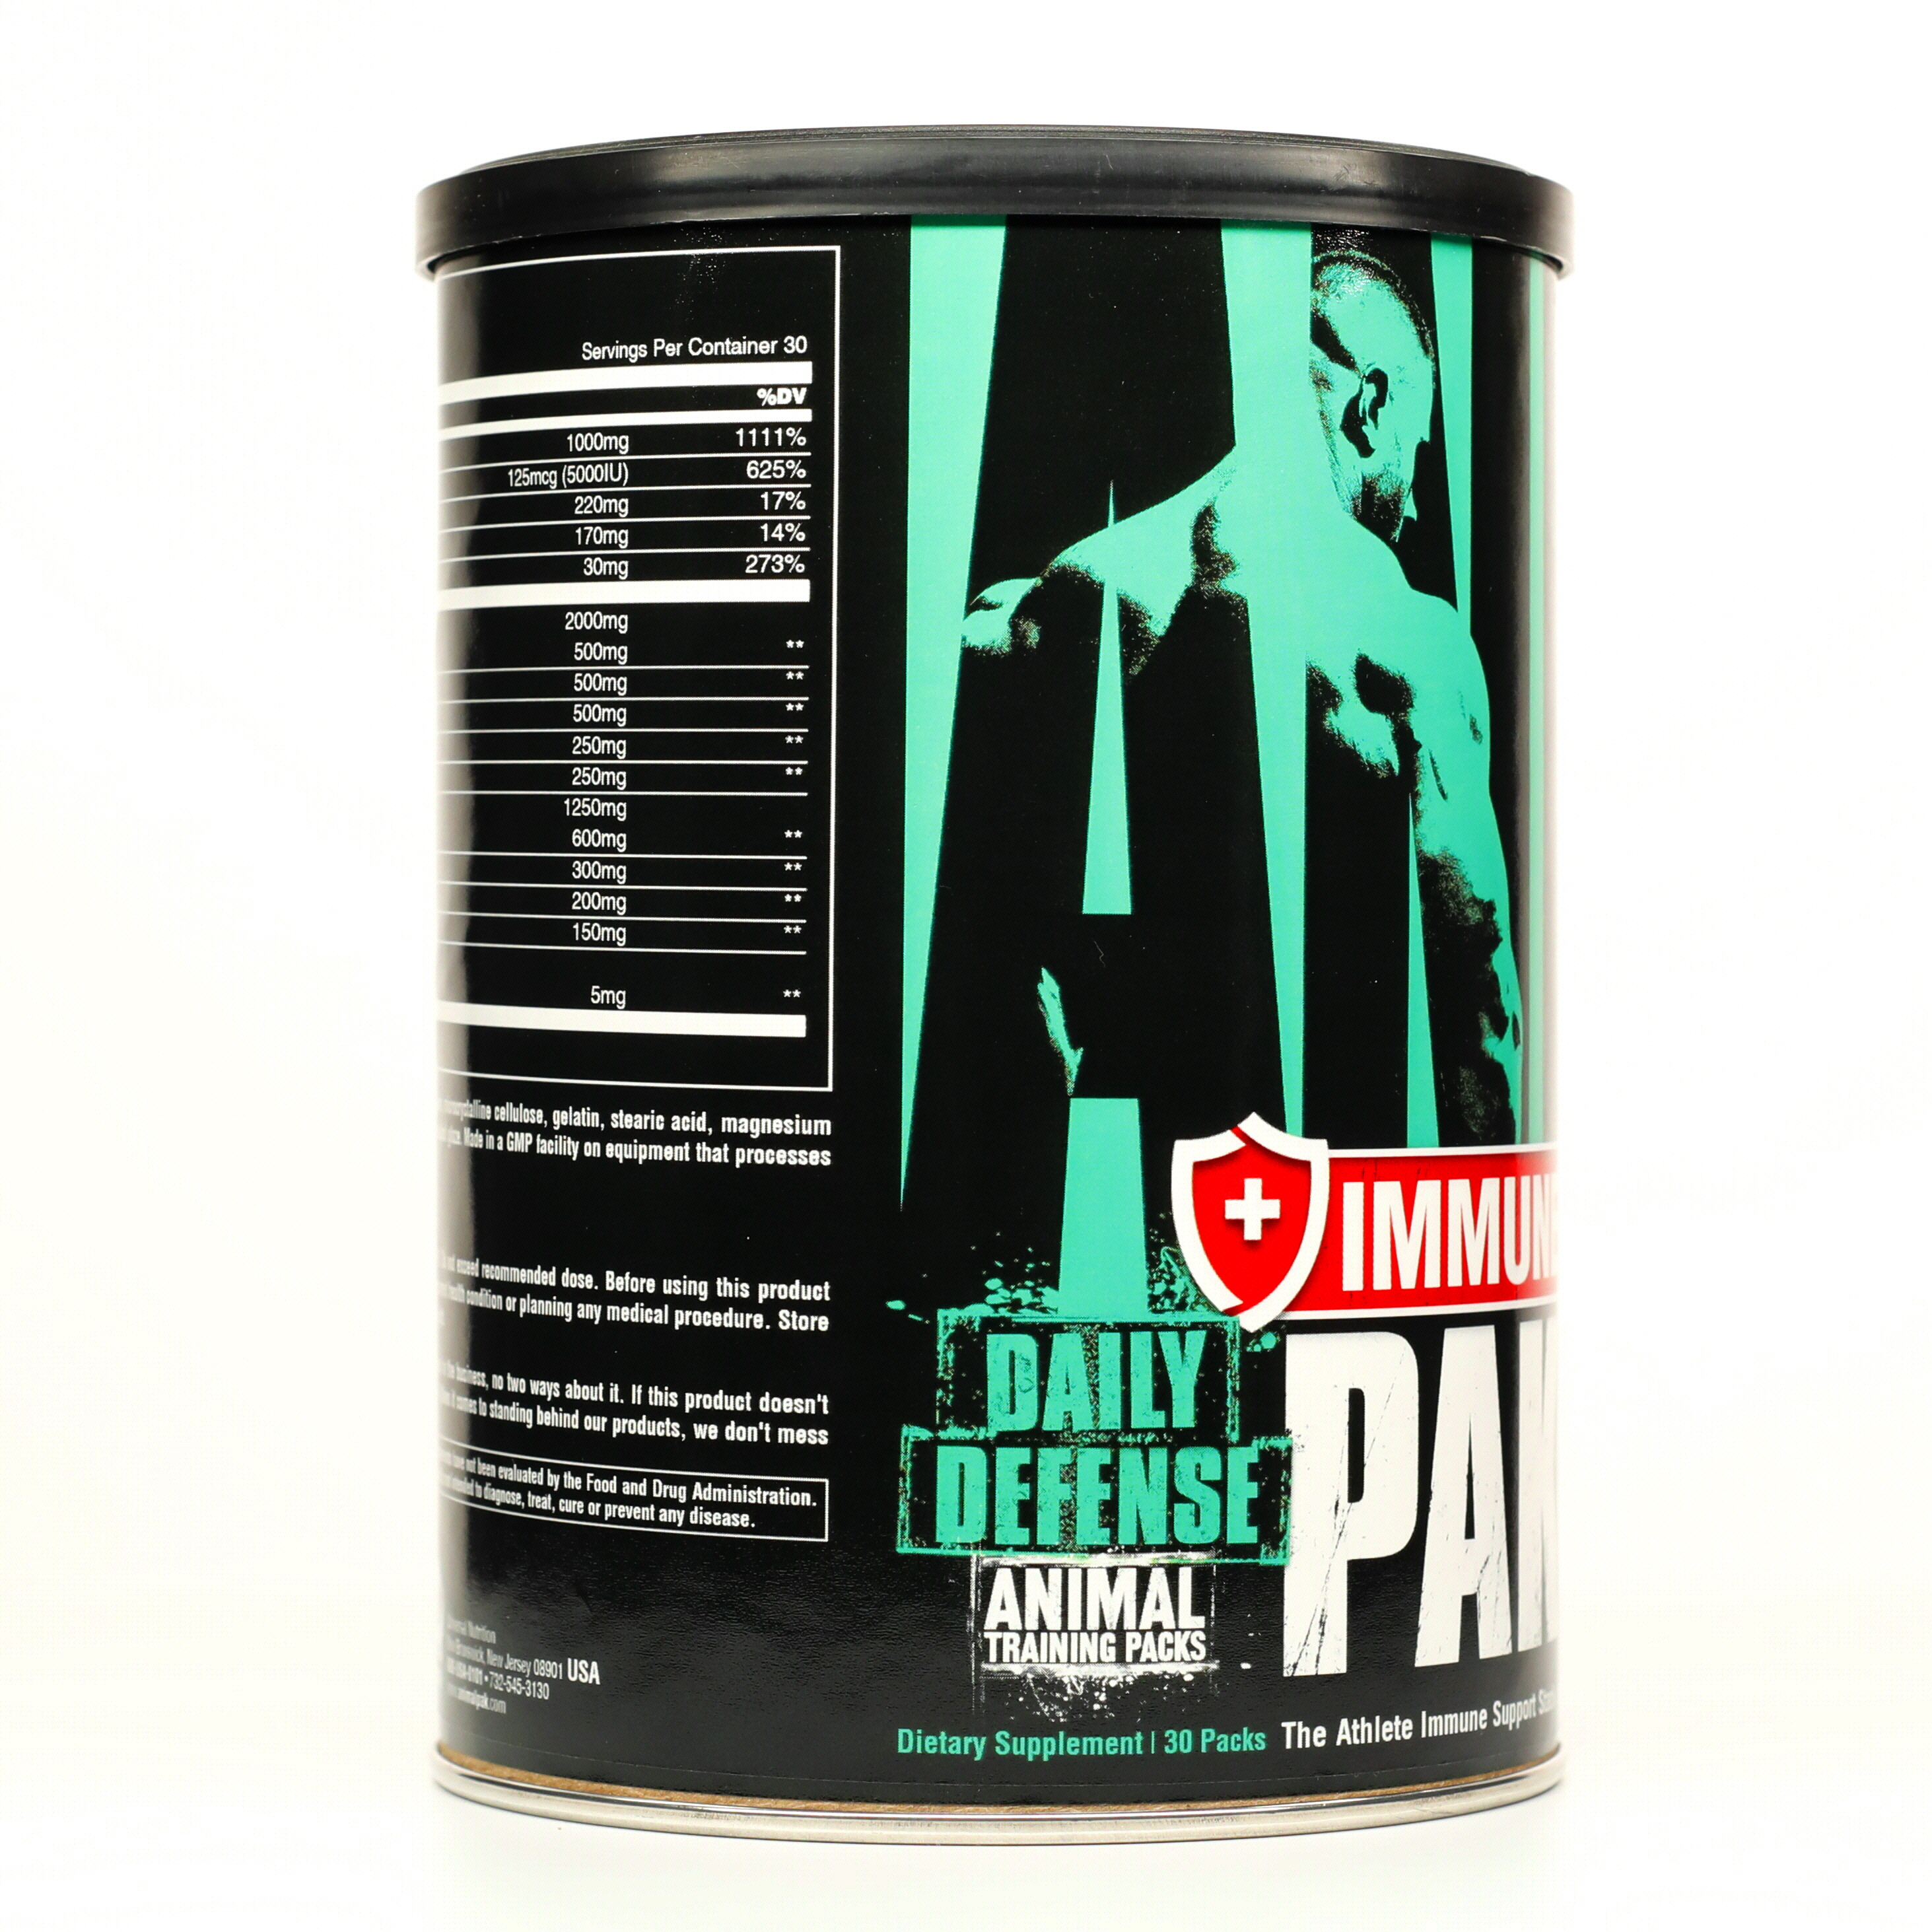 Servings Per Container 30
%DV
1000mg 1111%
125mcg (5000IU) 625%
220mg 17%
170mg 14%
30mg 273%
2000mg
500mg **
500mg **
500mg **
250mg **
250mg **
1250mg
600mg **
300mg **
200mg **
150mg **
5mg **
cellulose, gelatin, stearic acid, magnesium
Made in a GMP facility on equipment that processes
exceed recommended dose. Before using this product
health condition or planning any medical procedure. Store
business, no two ways about it. If this product doesn't
comes to standing behind our products, we don't mess
have not been evaluated by the Food and Drug Administration.
to diagnose, treat, cure or prevent any disease.
Nutrition
New Jersey 08901 USA
• 732-545-3130
IMMUN
PAK
DAILY
DEFENSE
ANIMAL
TRAINING PACKS
Dietary Supplement | 30 Packs The Athlete Immune Support